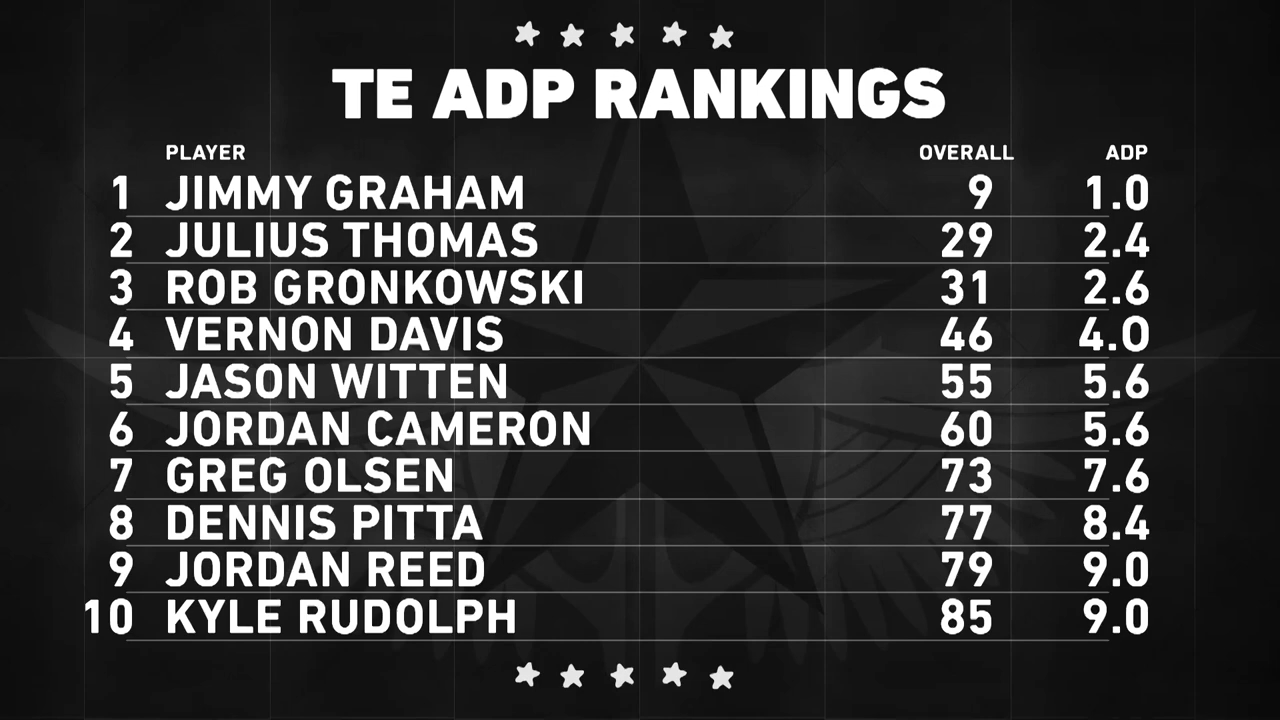 TE ADP RANKINGS
PLAYER OVERALL ADP
1 JIMMY GRAHAM 9 1.0
2 JULIUS THOMAS 29 2.4
3 ROB GRONKOWSKI 31 2.6
4 VERNON DAVIS 46 4.0
5 JASON WITTEN 55 5.6
6 JORDAN CAMERON 60 5.6
7 GREG OLSEN 73 7.6
8 DENNIS PITTA 77 8.4
9 JORDAN REED 79 9.0
10 KYLE RUDOLPH 85 9.0